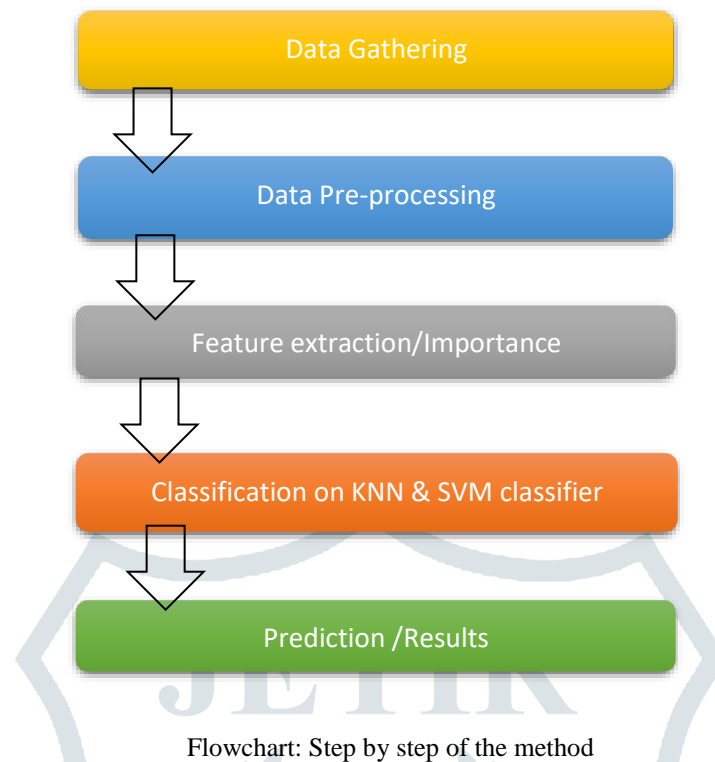 Data Gathering
Data Pre-processing
Feature extraction/Importance
Classification on KNN & SVM classifier
Prediction /Results
JETIR
Flowchart: Step by step of the method